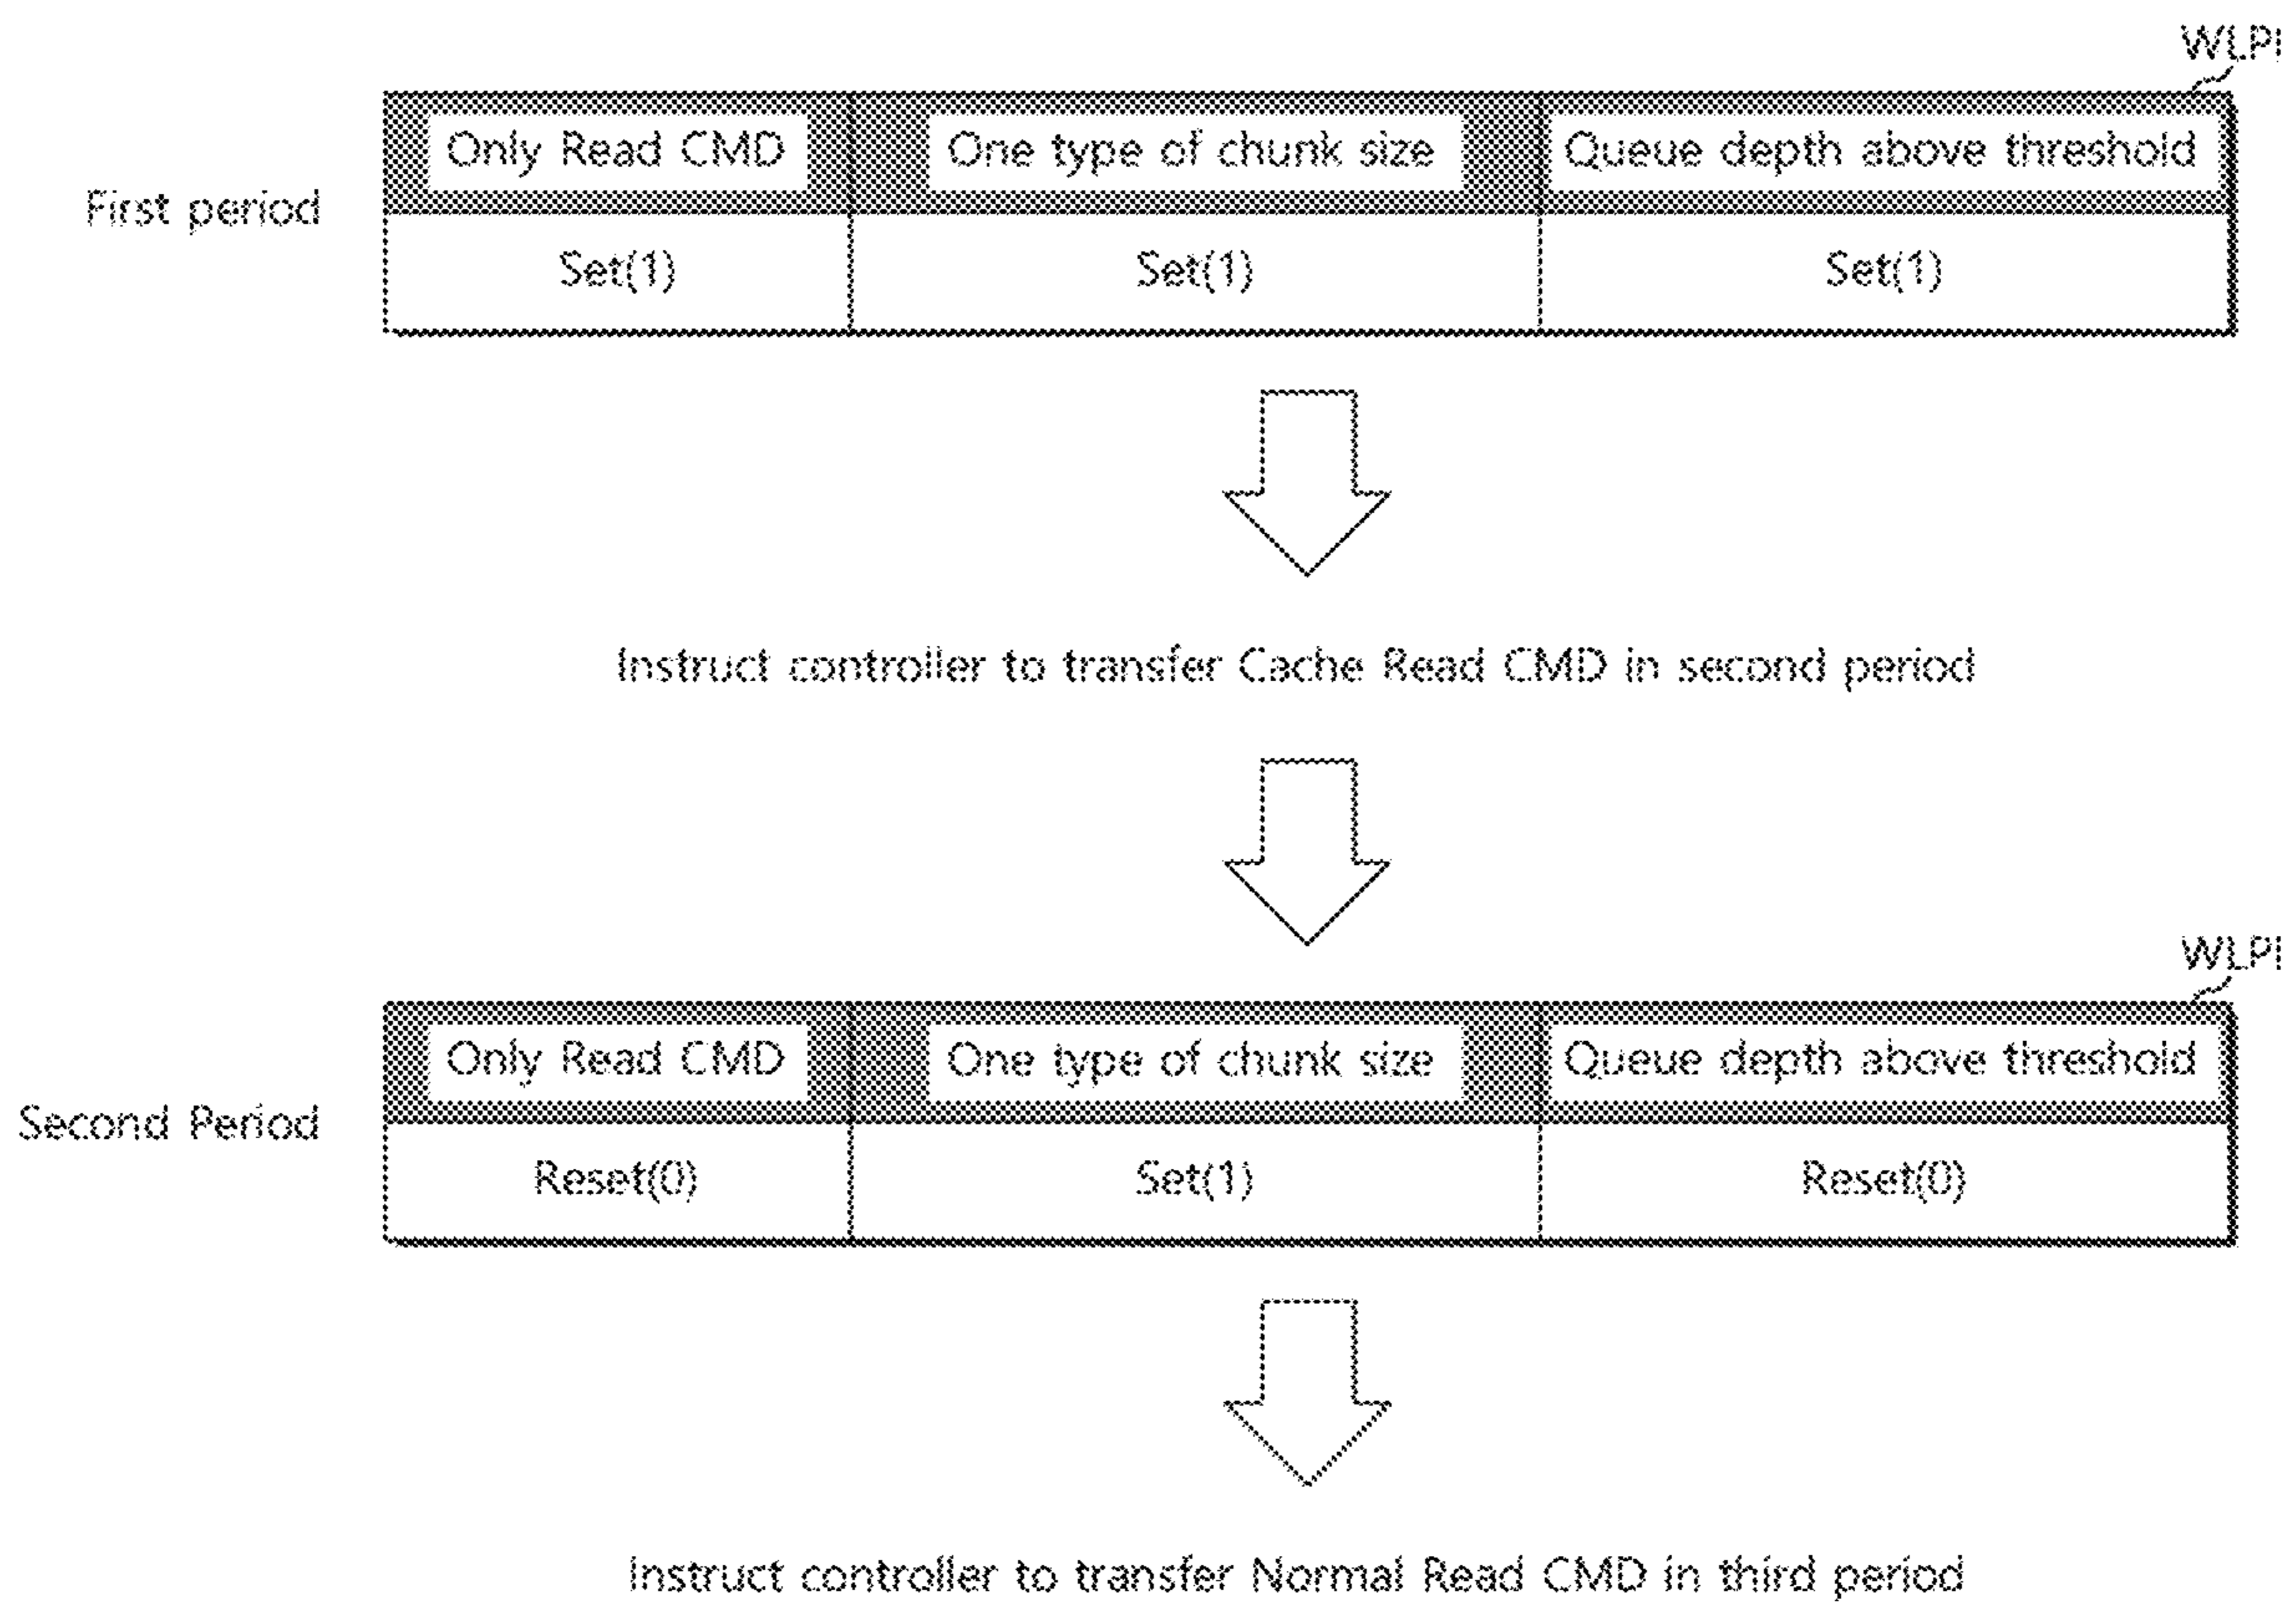 WLPI
Only Read CMD One type of chunk size Queue depth above threshold
First period
Set(1) Set(1) Set(1)
Instruct controller to transfer Cache Read CMD in second period
WLPI
Only Read CMD One type of chunk size Queue depth above threshold
Second Period
Reset(0) Set(1) Reset(0)
Instruct controller to transfer Normal Read CMD in third period